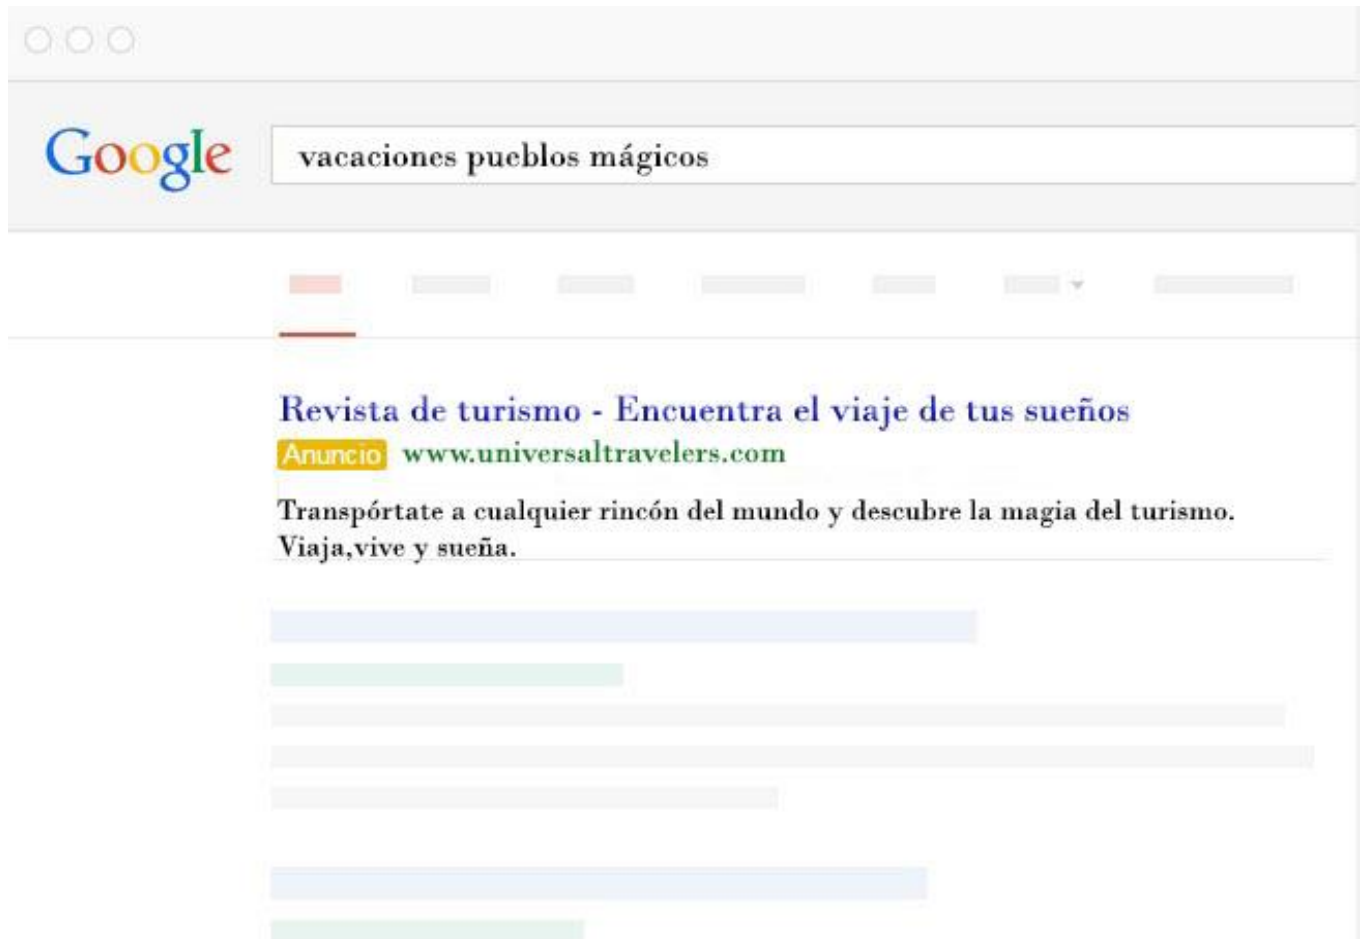 Google
vacaciones pueblos mágicos
Revista de turismo - Encuentra el viaje de tus sueños
Anuncio www.universaltravelers.com
Transpórtate a cualquier rincón del mundo y descubre la magia del turismo.
Viaja,vive y sueña.